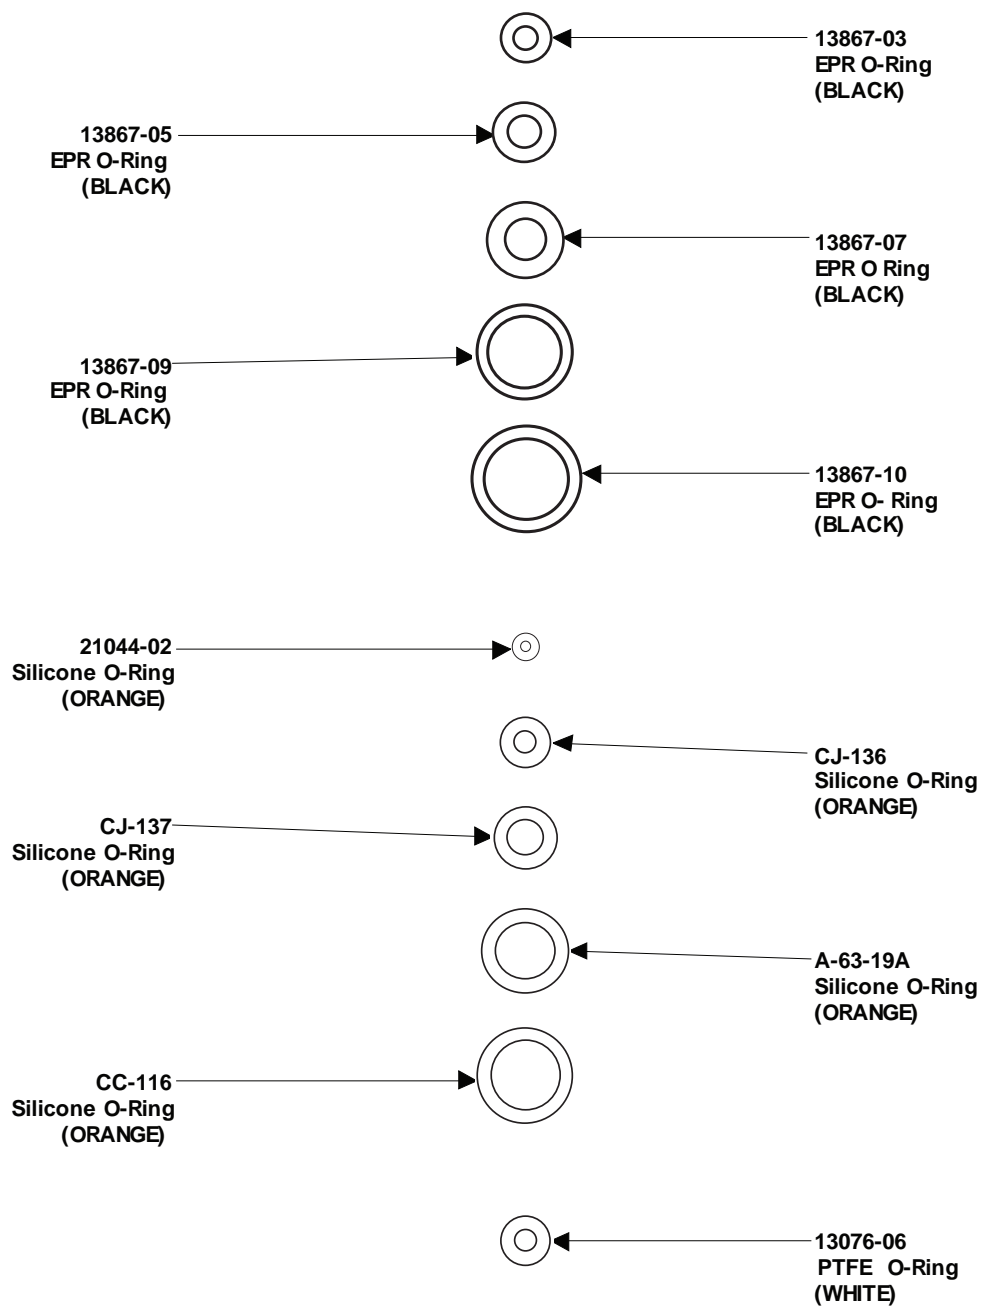 13867-03
EPR O-Ring
(BLACK)
13867-05
EPR O-Ring
(BLACK)
13867-07
EPR O Ring
(BLACK)
13867-09
EPR O-Ring
(BLACK)
13867-10
EPR O- Ring
(BLACK)
21044-02
Silicone O-Ring
(ORANGE)
CJ-136
Silicone O-Ring
(ORANGE)
CJ-137
Silicone O-Ring
(ORANGE)
A-63-19A
Silicone O-Ring
(ORANGE)
CC-116
Silicone O-Ring
(ORANGE)
13076-06
PTFE O-Ring
(WHITE)